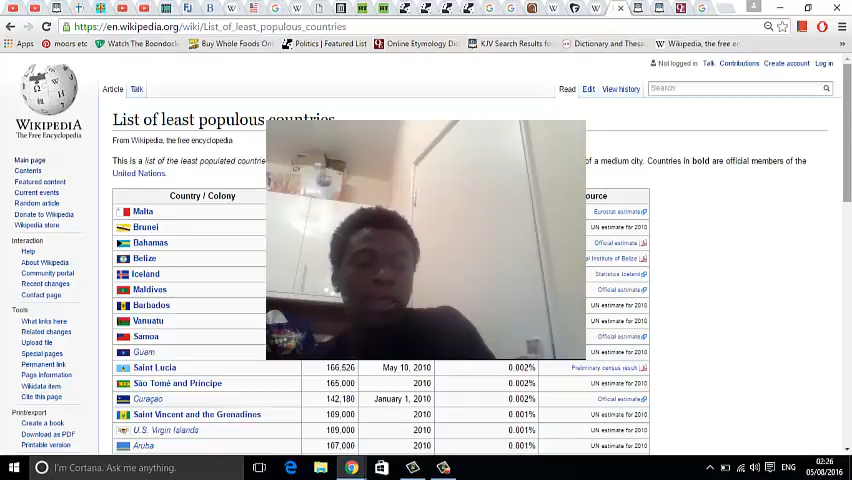 https://en.wikipedia.org/wiki/List_of_least_populous_countries
Apps moors etc Watch The Boondock Buy Whole Foods On Politics | Featured List Online Etymology Di KJV Search Results fo Dictionary and Thesa Wikipedia, the free e
Not logged in Talk Contributions Create account Log in
Article Talk Read Edit View history Search
WIKIPEDIA
The Free Encyclopedia
Main page
Contents
Featured content
Current events
Random article
Donate to Wikipedia
Wikipedia store
Interaction
Help
About Wikipedia
Community portal
Recent changes
Contact page
Tools
What links here
Related changes
Upload file
Special pages
Permanent link
Page information
Wikidata item
Cite this page
Print/export
Create a book
Download as PDF
Printable version
List of least populous countries
From Wikipedia, the free encyclopedia
This is a list of the least populated countrie of a medium city. Countries in bold are official members of the
United Nations.
Country / Colony ource
Malta Eurostat estimate
Brunei UN estimate for 2010
Bahamas Official estimate
Belize al Institute of Belize
Iceland Statistics Iceland
Maldives Official estimate
Barbados UN estimate for 2010
Vanuatu UN estimate for 2010
Samoa Official estimate
Guam UN estimate for 2010
Saint Lucia 166,526 May 10, 2010 0.002% Preliminary census result
São Tomé and Príncipe 165,000 2010 0.002% UN estimate for 2010
Curaçao 142,180 January 1, 2010 0.002% Official estimate
Saint Vincent and the Grenadines 109,000 2010 0.001% UN estimate for 2010
U.S. Virgin Islands 109,000 2010 0.001% UN estimate for 2010
Aruba 107,000 2010 0.001% UN estimate for 2010
I'm Cortana. Ask me anything.
ENG
02:26
05/08/2016